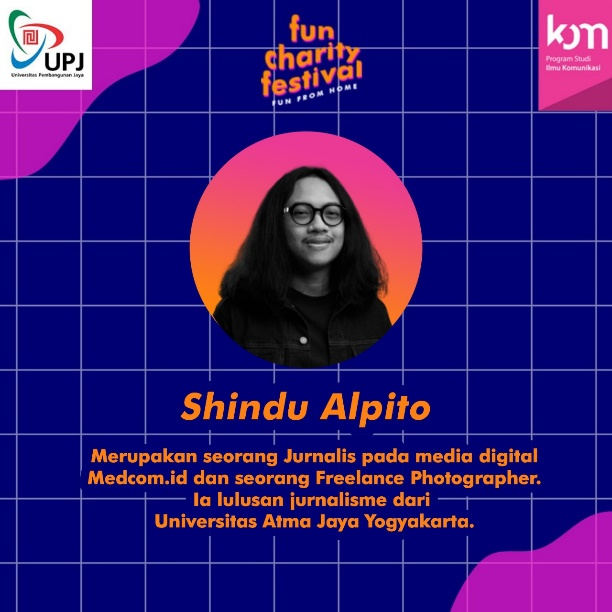 UPJ
Universitas Pembangunan Jaya
fun
charity
festival
FUN FROM HOME
kom
Program Studi
Ilmu Komunikasi
Shindu Alpito
Merupakan seorang Jurnalis pada media digital
Medcom.id dan seorang Freelance Photographer.
Ia lulusan jurnalisme dari
Universitas Atma Jaya Yogyakarta.